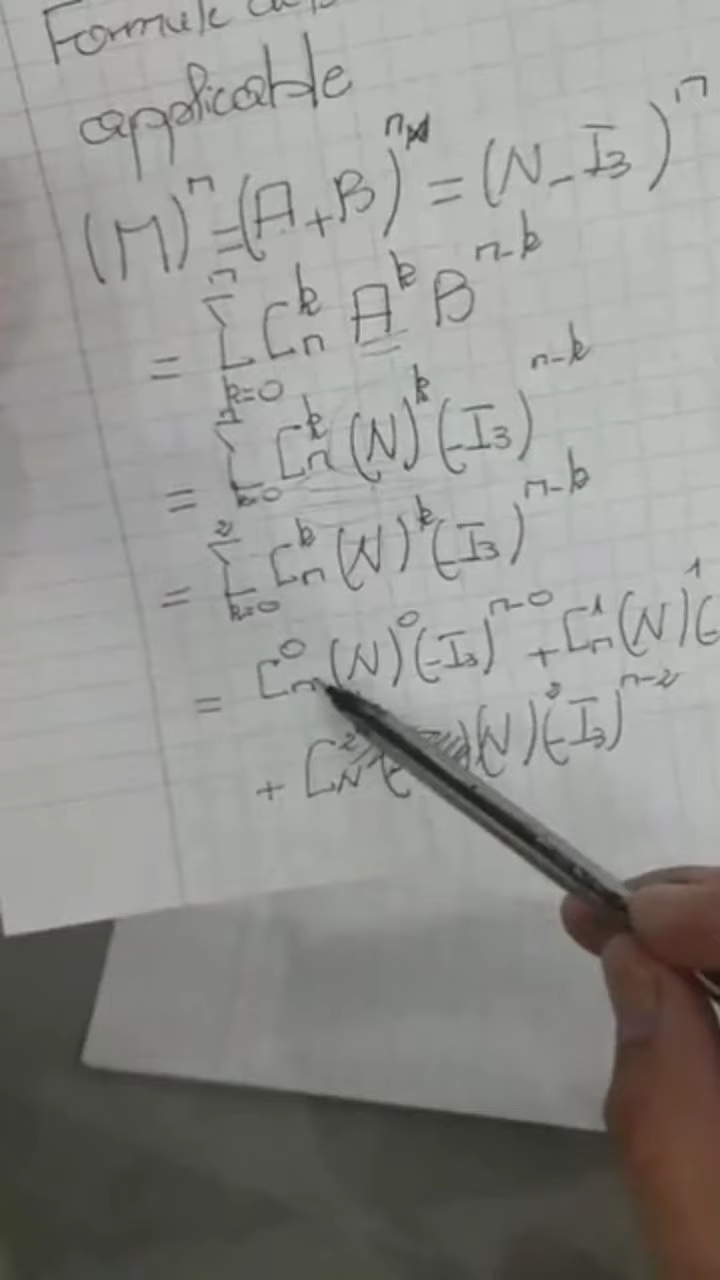 Formule
applicable
(M)^n = (A + B)^n = (N - I₃)^n
= Σ_{k=0}^{n} C_n^k A^k B^{n-k}
= Σ_{k=0}^{n} C_n^k (N)^k (-I₃)^{n-k}
= Σ_{k=0}^{2} C_n^k (N)^k (-I₃)^{n-k}
= C_n^0 (N)^0 (-I₃)^{n-0} + C_n^1 (N)^1 (-
+ C_N^2 (N)^2 (-I₃)^{n-2}